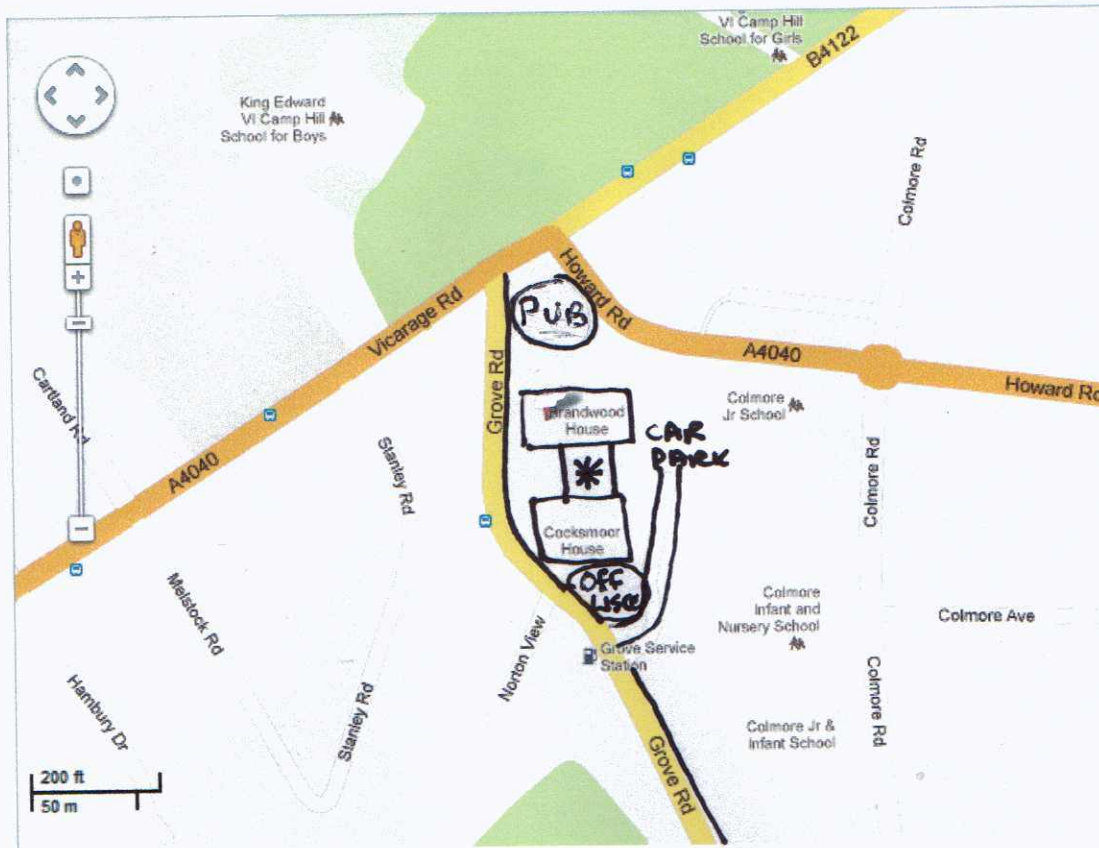 VI Camp Hill
School for Girls
B4122
King Edward
VI Camp Hill
School for Boys
Colmore Rd
Howard Rd
PUB
Vicarage Rd
Grove Rd
A4040
Howard Rd
Cartland Rd
Colmore
Jr School
Brandwood
House
CAR
PARK
A4040
Stanley Rd
Colmore Rd
Cocksmoor
House
OFF
Melstock Rd
Colmore
Infant and
Nursery School
Colmore Ave
Norton View
Grove Service
Station
Hambury Dr
Stanley Rd
Colmore Rd
Colmore Jr &
Infant School
Grove Rd
200 ft
50 m